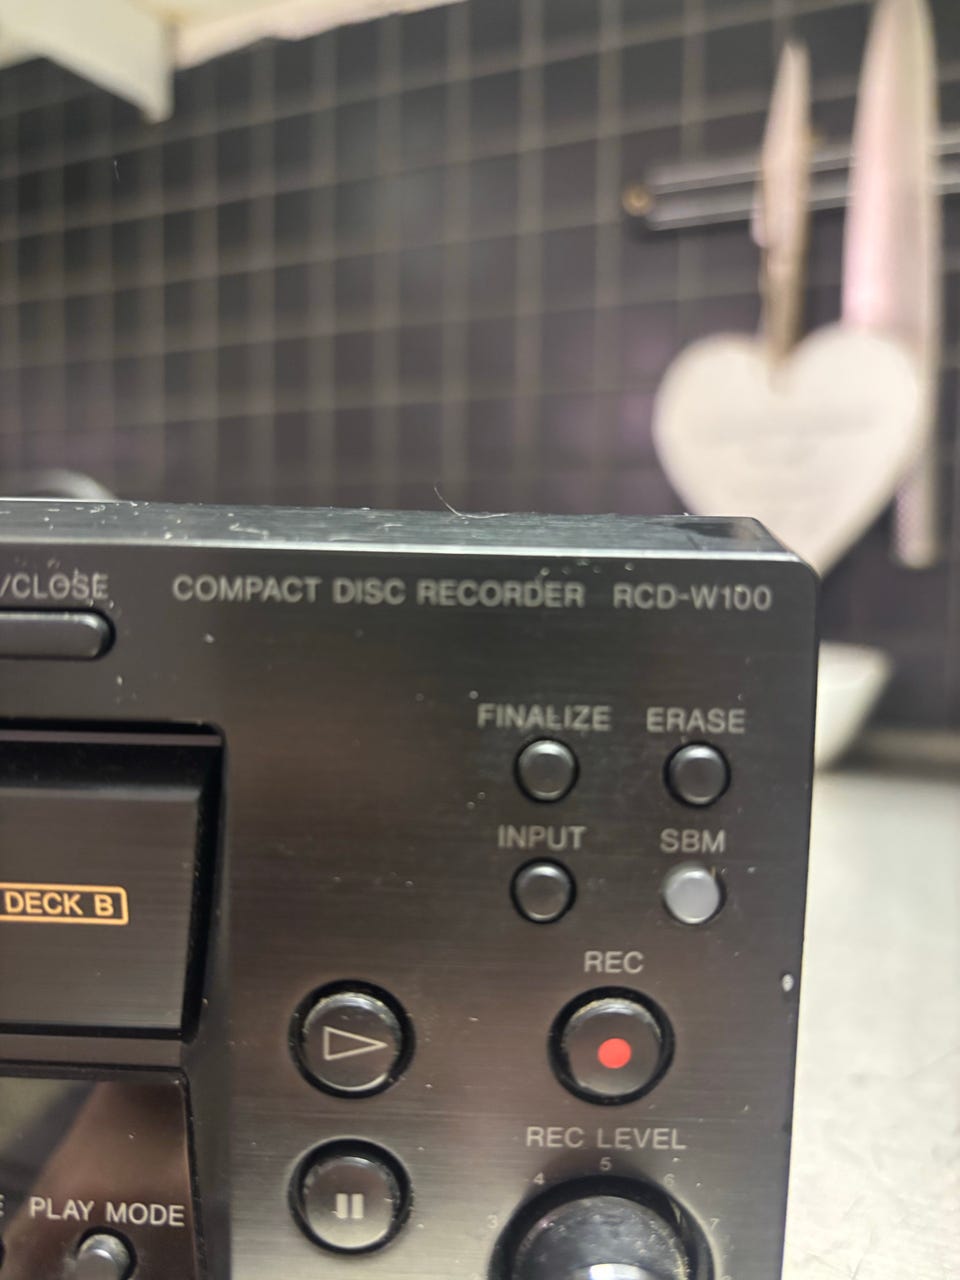 /CLOSE COMPACT DISC RECORDER RCD-W100
FINALIZE ERASE
INPUT SBM
DECK B
REC
REC LEVEL
3 4 5 6 7
PLAY MODE